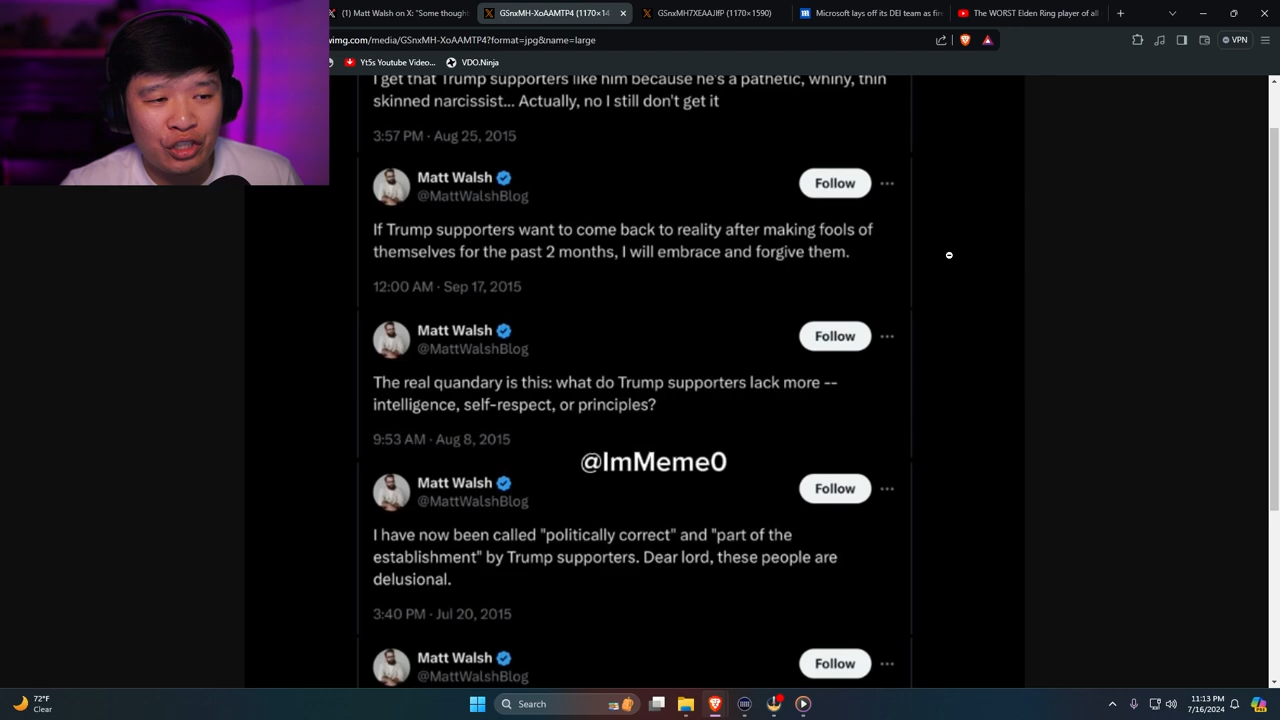 (1) Matt Walsh on X: "Some though
GSnxMH-XoAAMTP4 (1170×14
GSnxMH7XEAAJlfP (1170×1590)
Microsoft lays off its DEI team as fir
The WORST Elden Ring player of all
wimg.com/media/GSnxMH-XoAAMTP4?format=jpg&name=large
VPN
Yt5s Youtube Video...
VDO.Ninja
I get that Trump supporters like him because he's a pathetic, whiny, thin
skinned narcissist... Actually, no I still don't get it
3:57 PM · Aug 25, 2015
Matt Walsh
@MattWalshBlog
Follow
If Trump supporters want to come back to reality after making fools of
themselves for the past 2 months, I will embrace and forgive them.
12:00 AM · Sep 17, 2015
Matt Walsh
@MattWalshBlog
Follow
The real quandary is this: what do Trump supporters lack more --
intelligence, self-respect, or principles?
9:53 AM · Aug 8, 2015
@ImMeme0
Matt Walsh
@MattWalshBlog
Follow
I have now been called "politically correct" and "part of the
establishment" by Trump supporters. Dear lord, these people are
delusional.
3:40 PM · Jul 20, 2015
Matt Walsh
@MattWalshBlog
Follow
72°F
Clear
Search
11:13 PM
7/16/2024